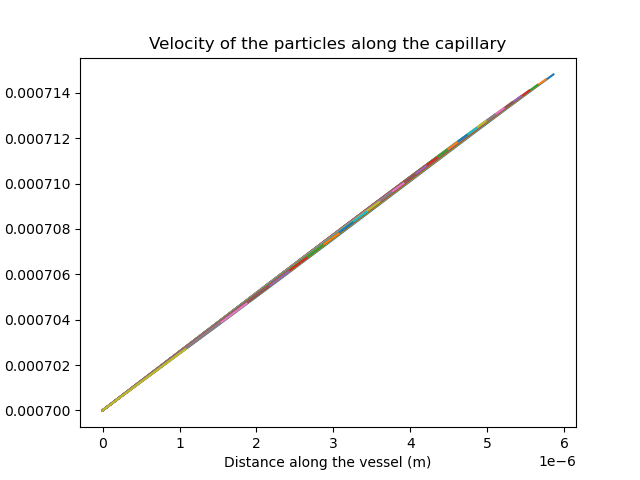 Velocity of the particles along the capillary
0.000714
0.000712
0.000710
0.000708
0.000706
0.000704
0.000702
0.000700
0 1 2 3 4 5 6
1e−6
Distance along the vessel (m)